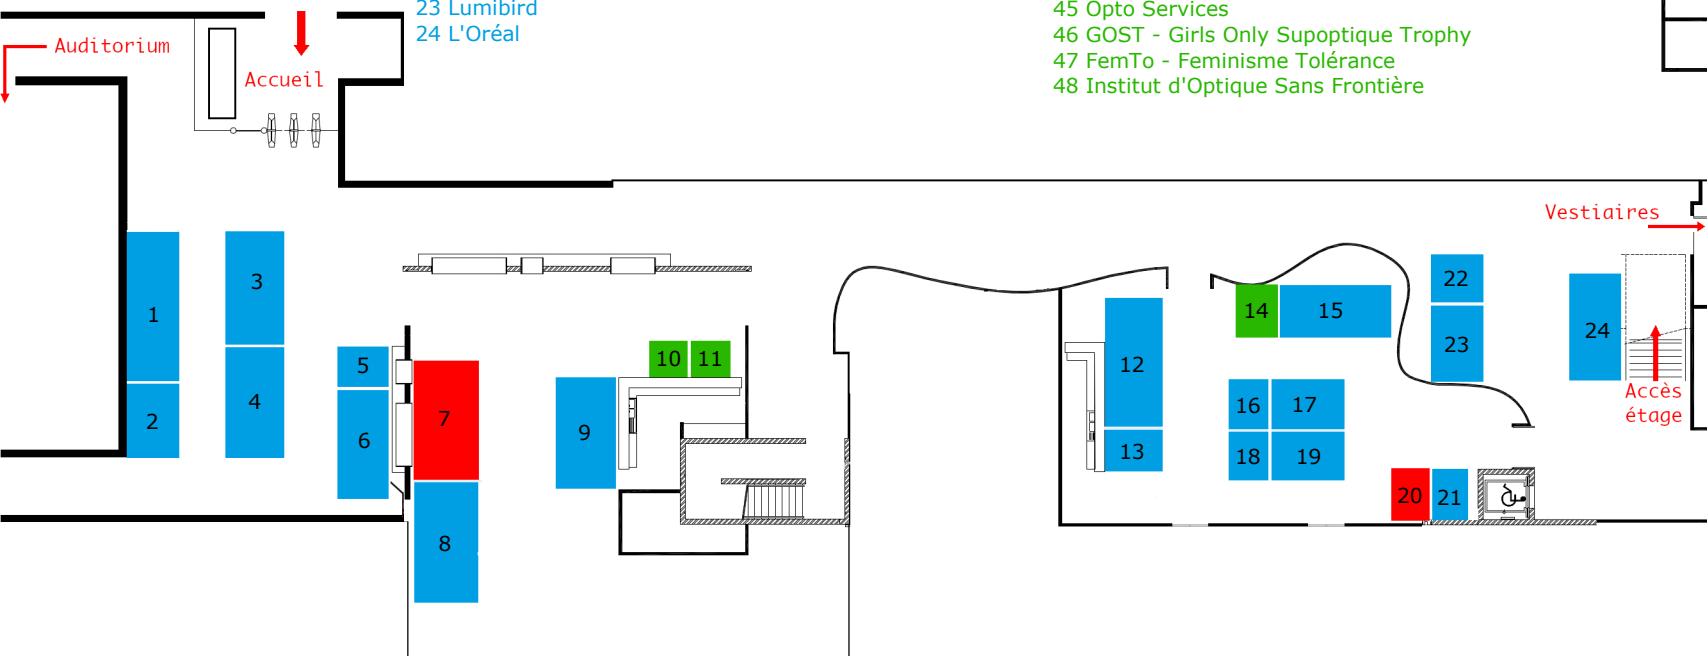 23 Lumibird
24 L'Oréal
45 Opto Services
46 GOST - Girls Only Supoptique Trophy
47 FemTo - Feminisme Tolérance
48 Institut d'Optique Sans Frontière
Auditorium
Accueil
Vestiaires
1
2
3
4
5
6
7
8
9
10
11
12
13
14
15
16
17
18
19
20
21
22
23
24
Accès
étage